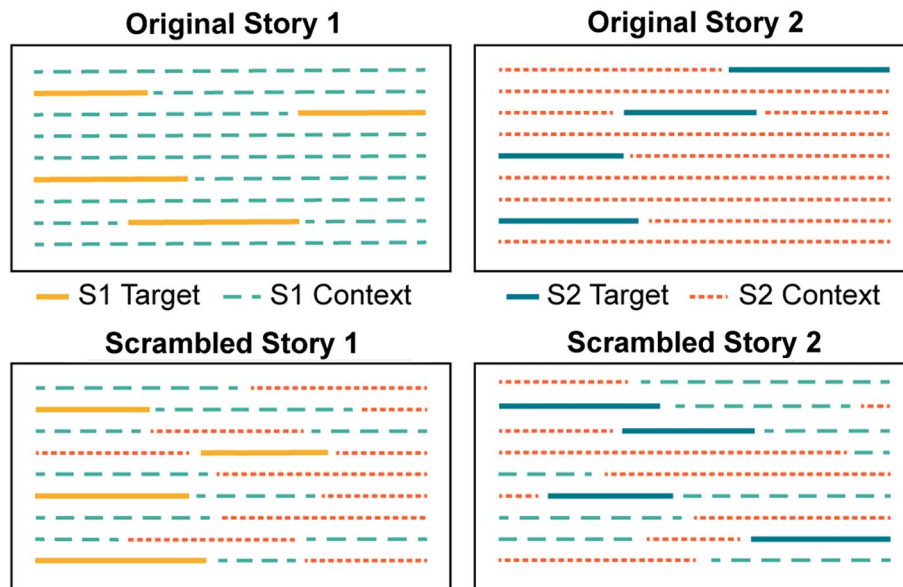 Original Story 1
Original Story 2
S1 Target S1 Context
S2 Target S2 Context
Scrambled Story 1
Scrambled Story 2